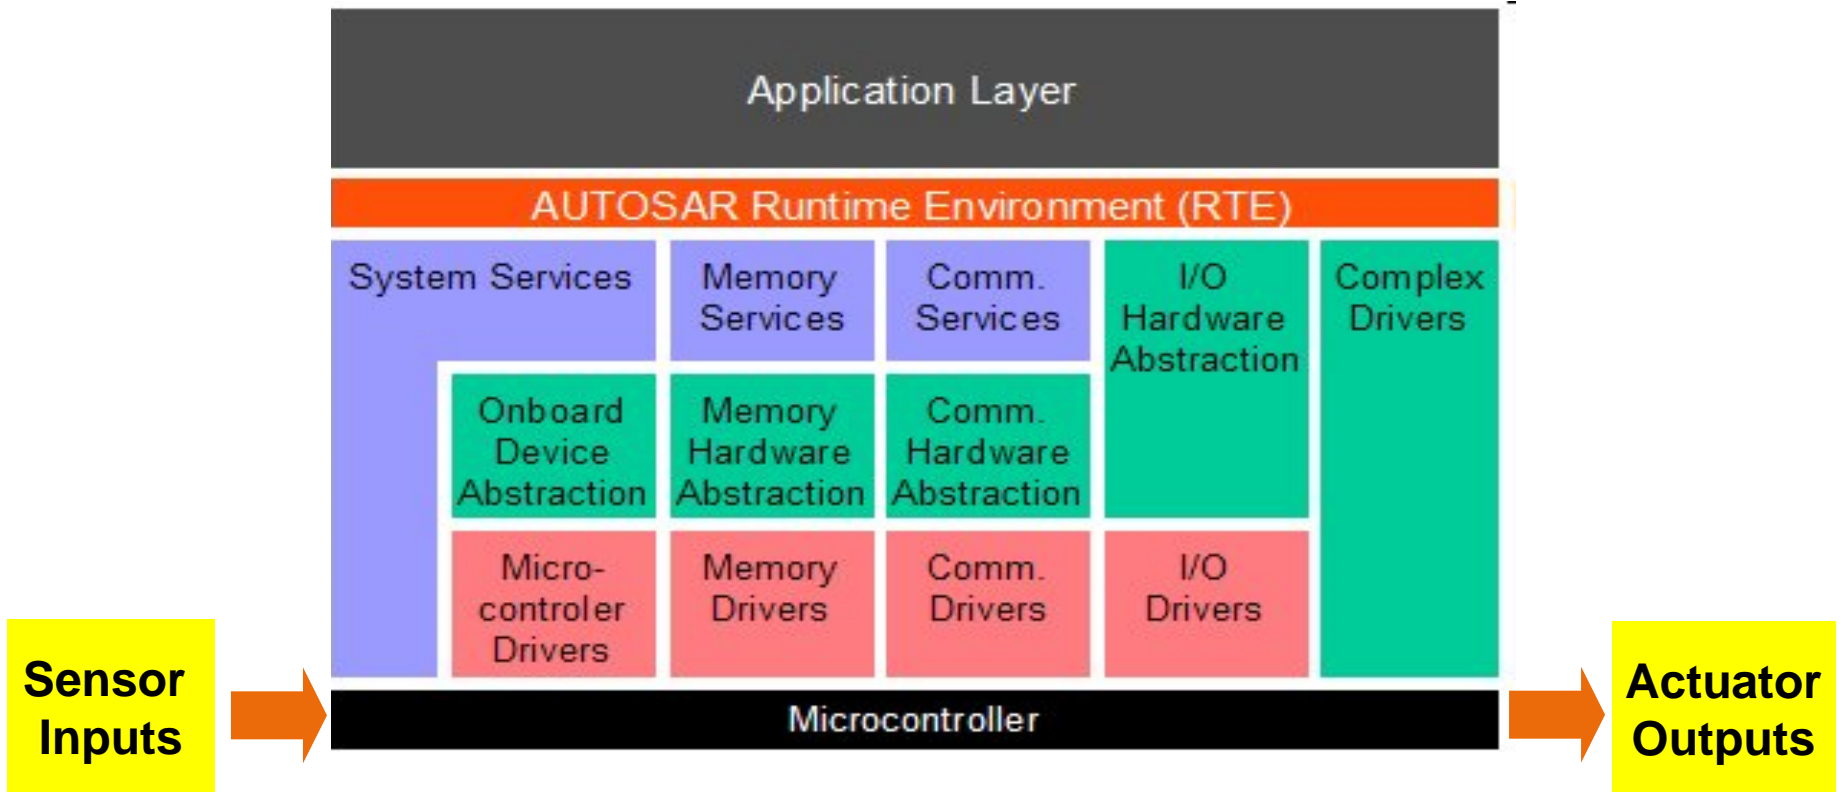 Application Layer
AUTOSAR Runtime Environment (RTE)
System Services
Memory
Services
Comm.
Services
I/O
Hardware
Abstraction
Complex
Drivers
Onboard
Device
Abstraction
Memory
Hardware
Abstraction
Comm.
Hardware
Abstraction
Micro-
controler
Drivers
Memory
Drivers
Comm.
Drivers
I/O
Drivers
Sensor
Inputs
Microcontroller
Actuator
Outputs